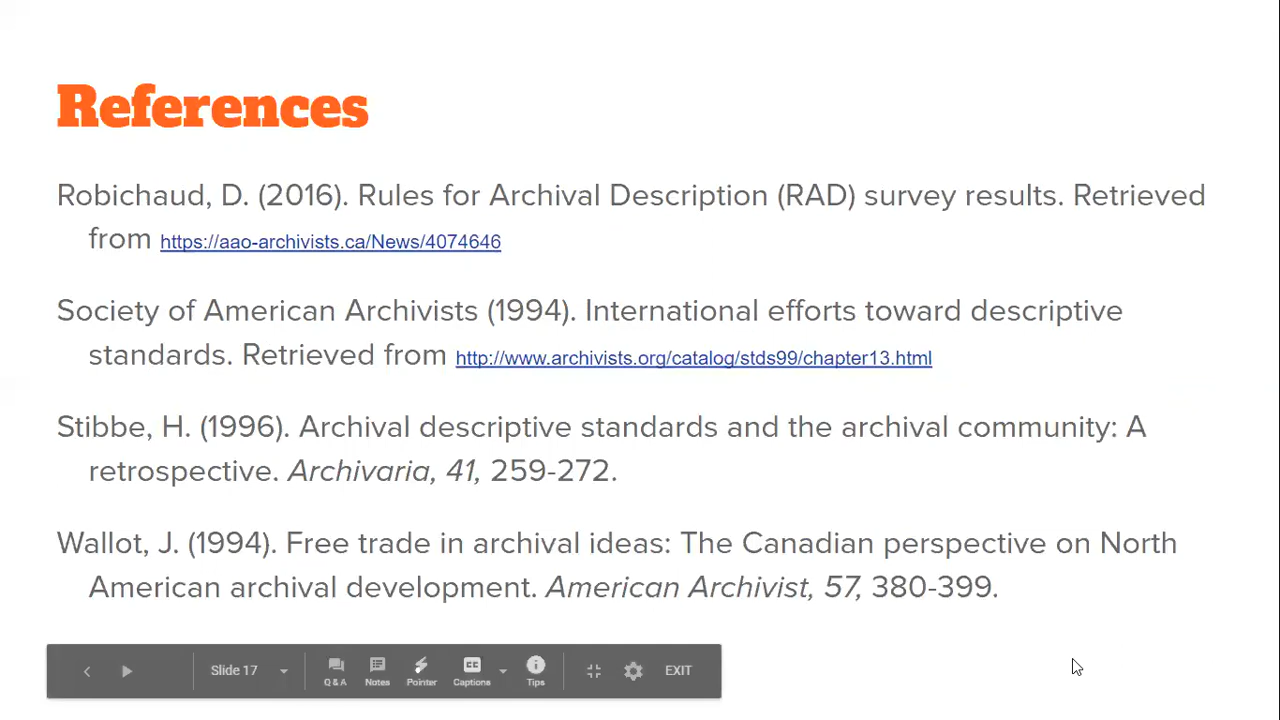 References
Robichaud, D. (2016). Rules for Archival Description (RAD) survey results. Retrieved
from https://aao-archivists.ca/News/4074646
Society of American Archivists (1994). International efforts toward descriptive
standards. Retrieved from http://www.archivists.org/catalog/stds99/chapter13.html
Stibbe, H. (1996). Archival descriptive standards and the archival community: A
retrospective. Archivaria, 41, 259-272.
Wallot, J. (1994). Free trade in archival ideas: The Canadian perspective on North
American archival development. American Archivist, 57, 380-399.
Slide 17 Q & A Notes Pointer CC Captions Tips EXIT